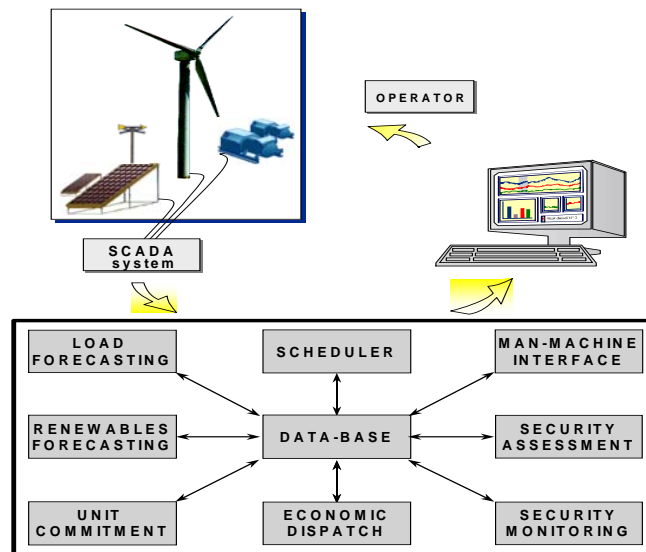 OPERATOR
SCADA
system
LOAD
FORECASTING
SCHEDULER
MAN-MACHINE
INTERFACE
RENEWABLES
FORECASTING
DATA-BASE
SECURITY
ASSESSMENT
UNIT
COMMITMENT
ECONOMIC
DISPATCH
SECURITY
MONITORING